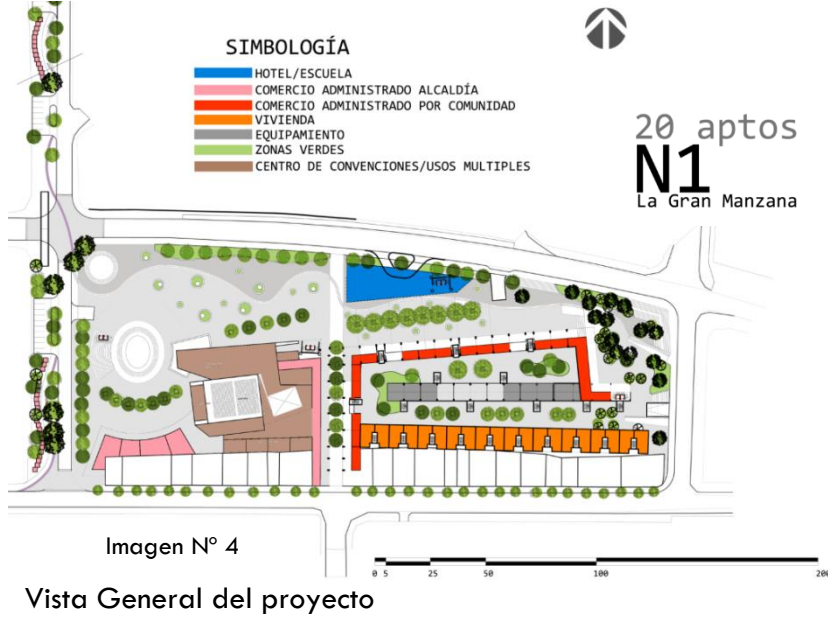 SIMBOLOGÍA
HOTEL/ESCUELA
COMERCIO ADMINISTRADO ALCALDÍA
COMERCIO ADMINISTRADO POR COMUNIDAD
VIVIENDA
EQUIPAMIENTO
ZONAS VERDES
CENTRO DE CONVENCIONES/USOS MULTIPLES
20 aptos
N1
La Gran Manzana
Imagen Nº 4
0 5 25 50 100 200
Vista General del proyecto